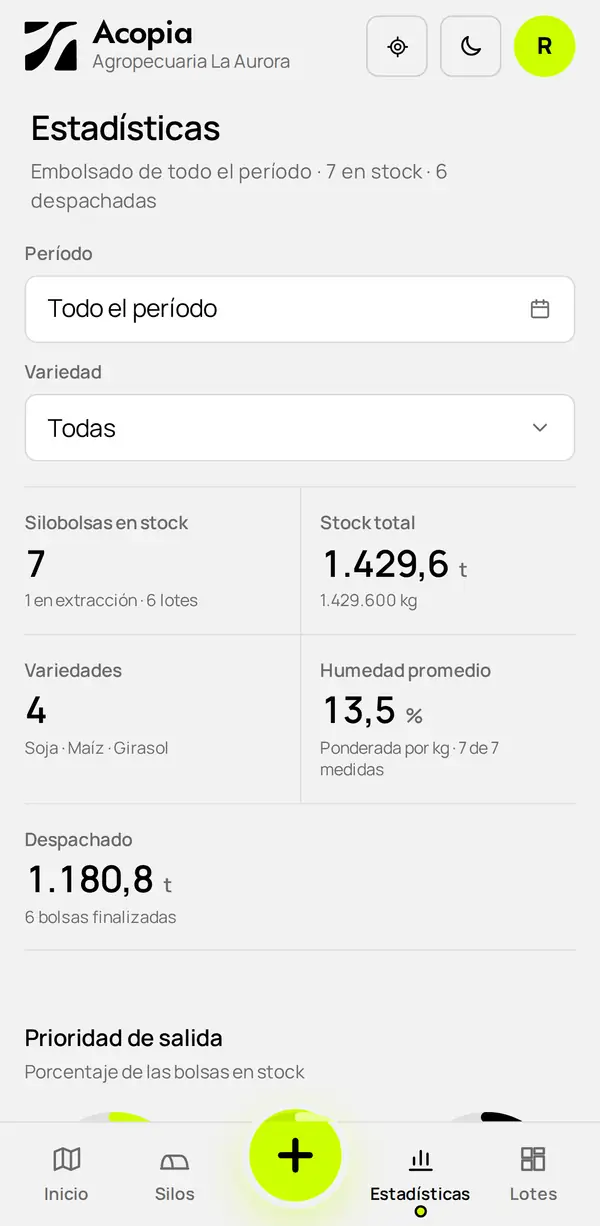 Acopia
Agropecuaria La Aurora
R
Estadísticas
Embolsado de todo el período · 7 en stock · 6
despachadas
Período
Todo el período
Variedad
Todas
Silobolsas en stock
7
1 en extracción · 6 lotes
Stock total
1.429,6 t
1.429.600 kg
Variedades
4
Soja · Maíz · Girasol
Humedad promedio
13,5 %
Ponderada por kg · 7 de 7
medidas
Despachado
1.180,8 t
6 bolsas finalizadas
Prioridad de salida
Porcentaje de las bolsas en stock
Inicio
Silos
Estadísticas
Lotes